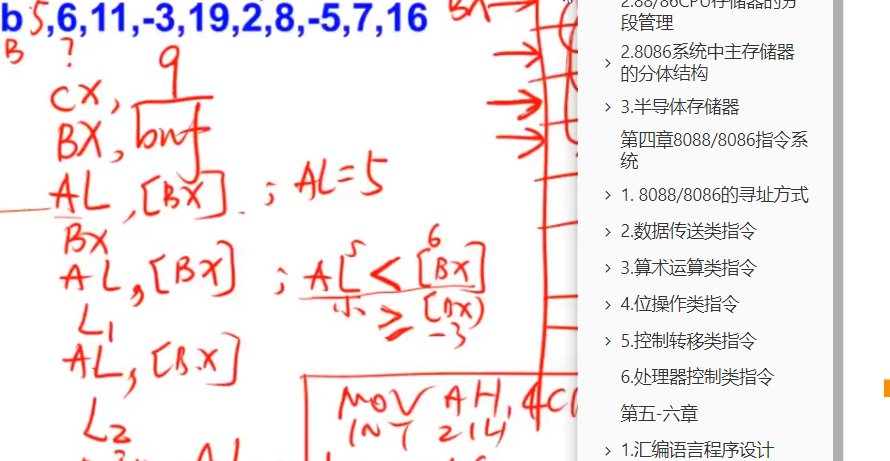 b 5,6,11,-3,19,2,8,-5,7,16
B ?
CX, 9
BX, buf
AL, [BX] ; AL=5
BX
AL, [BX] ; AL < [BX]
5 6
小 ≥ [BX]
-3
L1
AL, [BX]
L2
MOV AH, 4C
INT 21H
BX
2.88/86CPU存储器的分
段管理
2.8086系统中主存储器
的分体结构
3.半导体存储器
第四章8088/8086指令系
统
1. 8088/8086的寻址方式
2.数据传送类指令
3.算术运算类指令
4.位操作类指令
5.控制转移类指令
6.处理器控制类指令
第五-六章
1.汇编语言程序设计